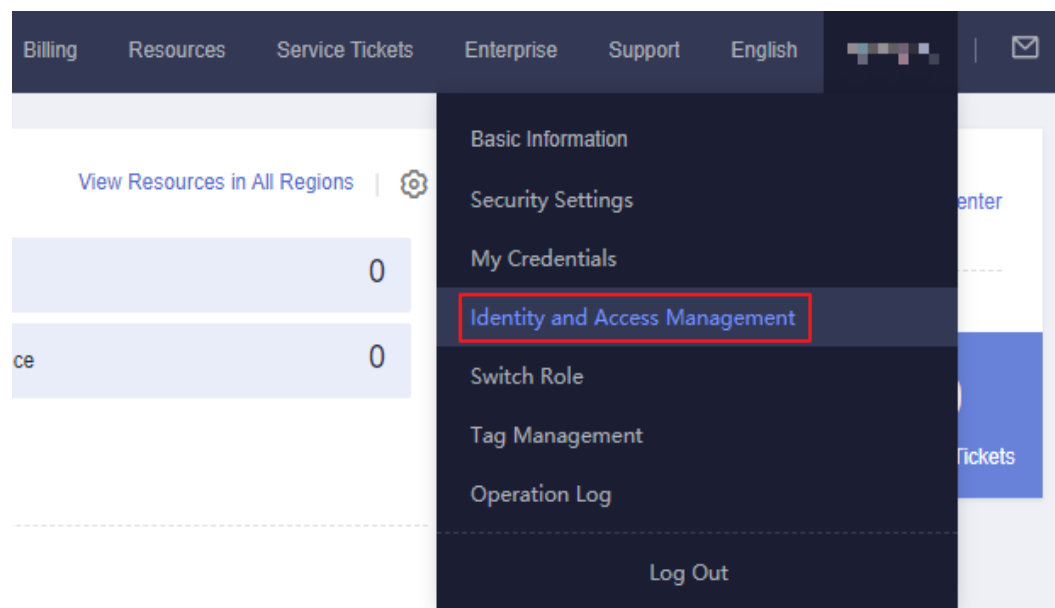 Billing Resources Service Tickets Enterprise Support English
Basic Information
View Resources in All Regions
Security Settings
enter
My Credentials
0
Identity and Access Management
ce
0
Switch Role
Tag Management
Tickets
Operation Log
Log Out